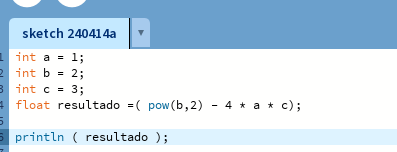 sketch 240414a ▼
1 int a = 1;
2 int b = 2;
3 int c = 3;
4 float resultado =( pow(b,2) - 4 * a * c);
5
6 println ( resultado );
7